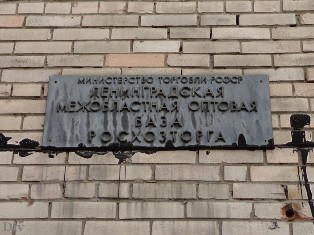 МИНИСТЕРСТВО ТОРГОВЛИ РСФСР
ЛЕНИНГРАДСКАЯ
МЕЖОБЛАСТНАЯ ОПТОВАЯ
БАЗА
РОСХОЗТОРГА